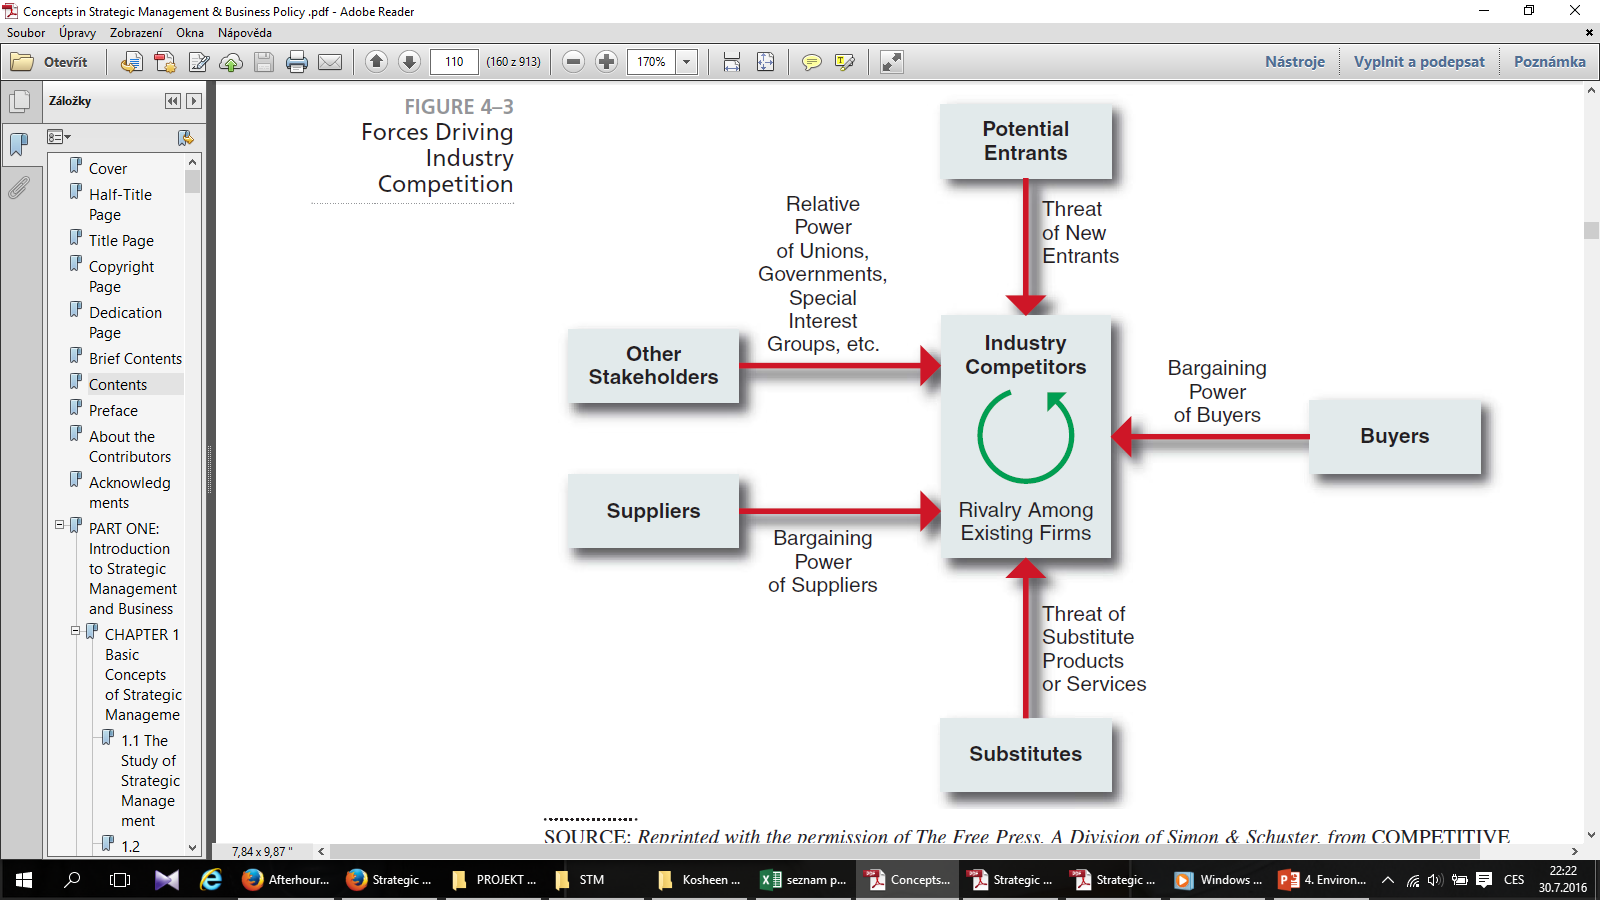 Concepts in Strategic Management & Business Policy .pdf - Adobe Reader
Soubor Úpravy Zobrazení Okna Nápověda
Otevřít
110 (160 z 913)
170%
Nástroje Vyplnit a podepsat Poznámka
Záložky
Cover
Half-Title
Page
Title Page
Copyright
Page
Dedication
Page
Brief Contents
Contents
Preface
About the
Contributors
Acknowledg
ments
PART ONE:
Introduction
to Strategic
Management
and Business
CHAPTER 1
Basic
Concepts
of Strategic
Manageme
1.1 The
Study of
Strategic
Manage
ment
1.2
FIGURE 4–3
Forces Driving
Industry
Competition
Potential
Entrants
Threat
of New
Entrants
Relative
Power
of Unions,
Governments,
Special
Interest
Groups, etc.
Other
Stakeholders
Industry
Competitors
Rivalry Among
Existing Firms
Bargaining
Power
of Buyers
Buyers
Suppliers
Bargaining
Power
of Suppliers
Threat of
Substitute
Products
or Services
Substitutes
SOURCE: Reprinted with the permission of The Free Press, A Division of Simon & Schuster, from COMPETITIVE
7,84 x 9,87 "
Afterhour... Strategic ... PROJEKT ... STM Kosheen ... seznam p... Concepts... Strategic ... Strategic ... Windows ... 4. Environ...
CES
22:22
30.7.2016